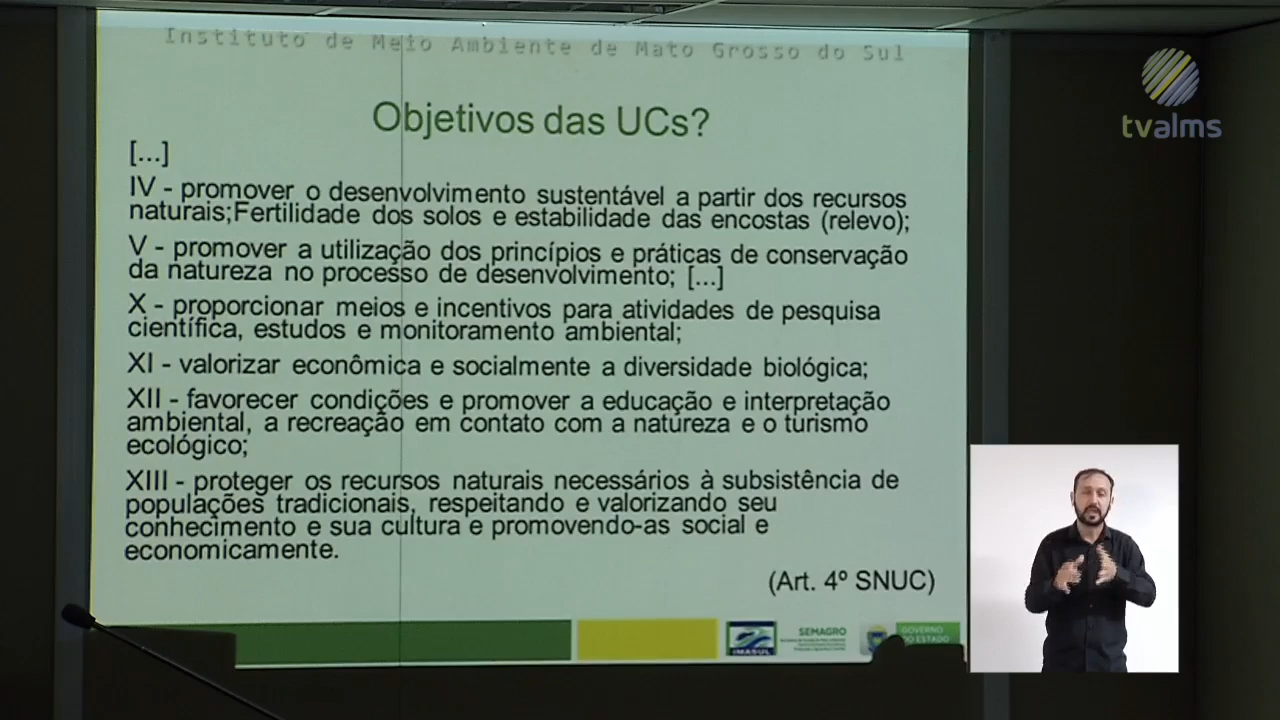 Instituto de Meio Ambiente de Mato Grosso do Sul
tvalms
Objetivos das UCs?
[...]
IV - promover o desenvolvimento sustentável a partir dos recursos
naturais;Fertilidade dos solos e estabilidade das encostas (relevo);
V - promover a utilização dos princípios e práticas de conservação
da natureza no processo de desenvolvimento; [...]
X - proporcionar meios e incentivos para atividades de pesquisa
científica, estudos e monitoramento ambiental;
XI - valorizar econômica e socialmente a diversidade biológica;
XII - favorecer condições e promover a educação e interpretação
ambiental, a recreação em contato com a natureza e o turismo
ecológico;
XIII - proteger os recursos naturais necessários à subsistência de
populações tradicionais, respeitando e valorizando seu
conhecimento e sua cultura e promovendo-as social e
economicamente.
(Art. 4º SNUC)
IMASUL
SEMAGRO
GOVERNO
DO ESTADO